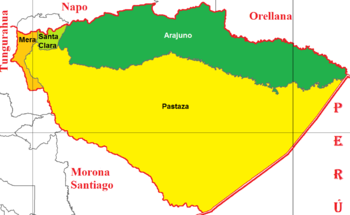 Napo
Orellana
Tungurahua
Mera
Santa
Clara
Arajuno
Pastaza
Morona
Santiago
P
E
R
Ú